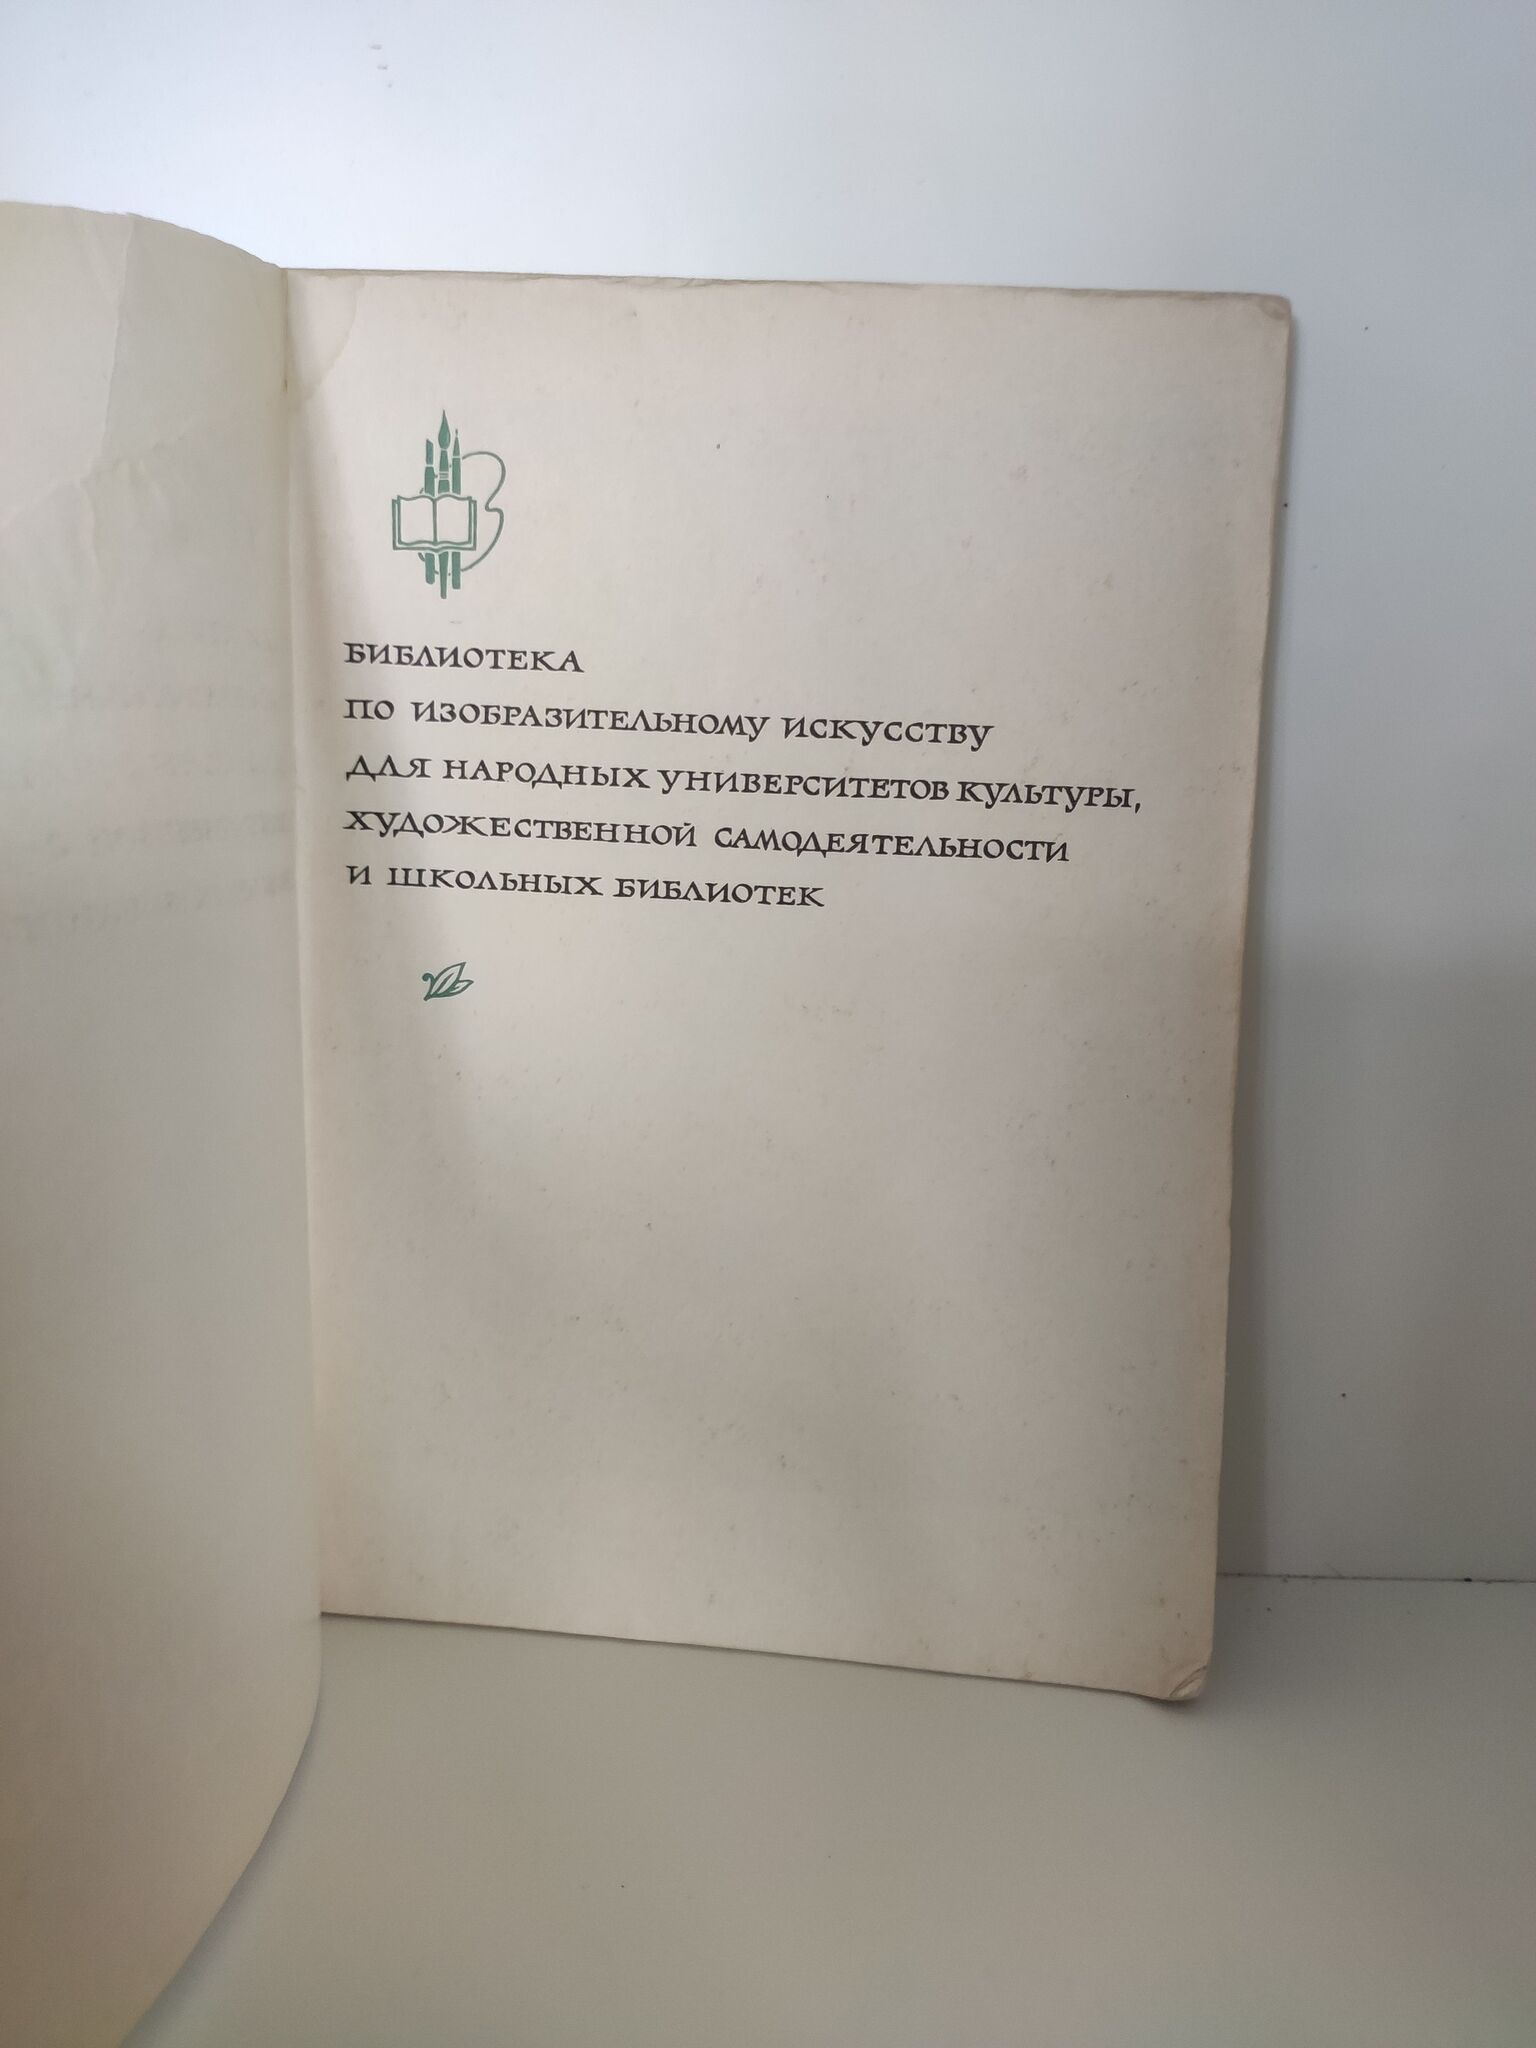 БИБЛИОТЕКА
ПО ИЗОБРАЗИТЕЛЬНОМУ ИСКУССТВУ
ДЛЯ НАРОДНЫХ УНИВЕРСИТЕТОВ КУЛЬТУРЫ,
ХУДОЖЕСТВЕННОЙ САМОДЕЯТЕЛЬНОСТИ
И ШКОЛЬНЫХ БИБЛИОТЕК